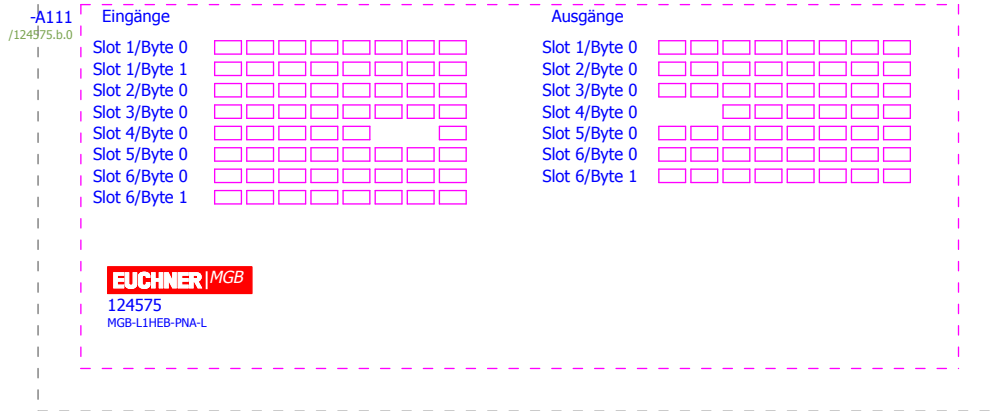 -A111
/124575.b.0
Eingänge
Slot 1/Byte 0
Slot 1/Byte 1
Slot 2/Byte 0
Slot 3/Byte 0
Slot 4/Byte 0
Slot 5/Byte 0
Slot 6/Byte 0
Slot 6/Byte 1
Ausgänge
Slot 1/Byte 0
Slot 2/Byte 0
Slot 3/Byte 0
Slot 4/Byte 0
Slot 5/Byte 0
Slot 6/Byte 0
Slot 6/Byte 1
EUCHNER|MGB
124575
MGB-L1HEB-PNA-L